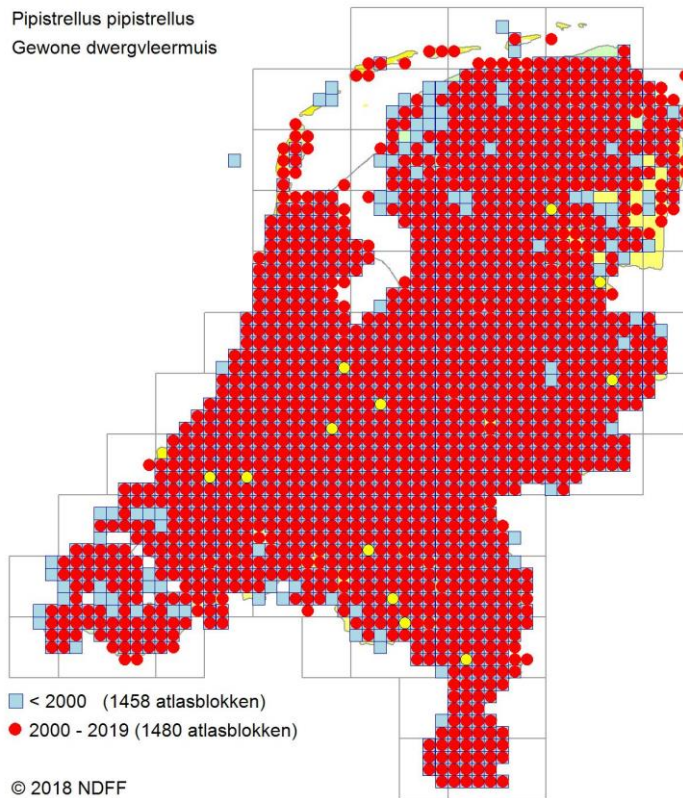 Pipistrellus pipistrellus
Gewone dwergvleermuis
< 2000 (1458 atlasblokken)
2000 - 2019 (1480 atlasblokken)
© 2018 NDFF